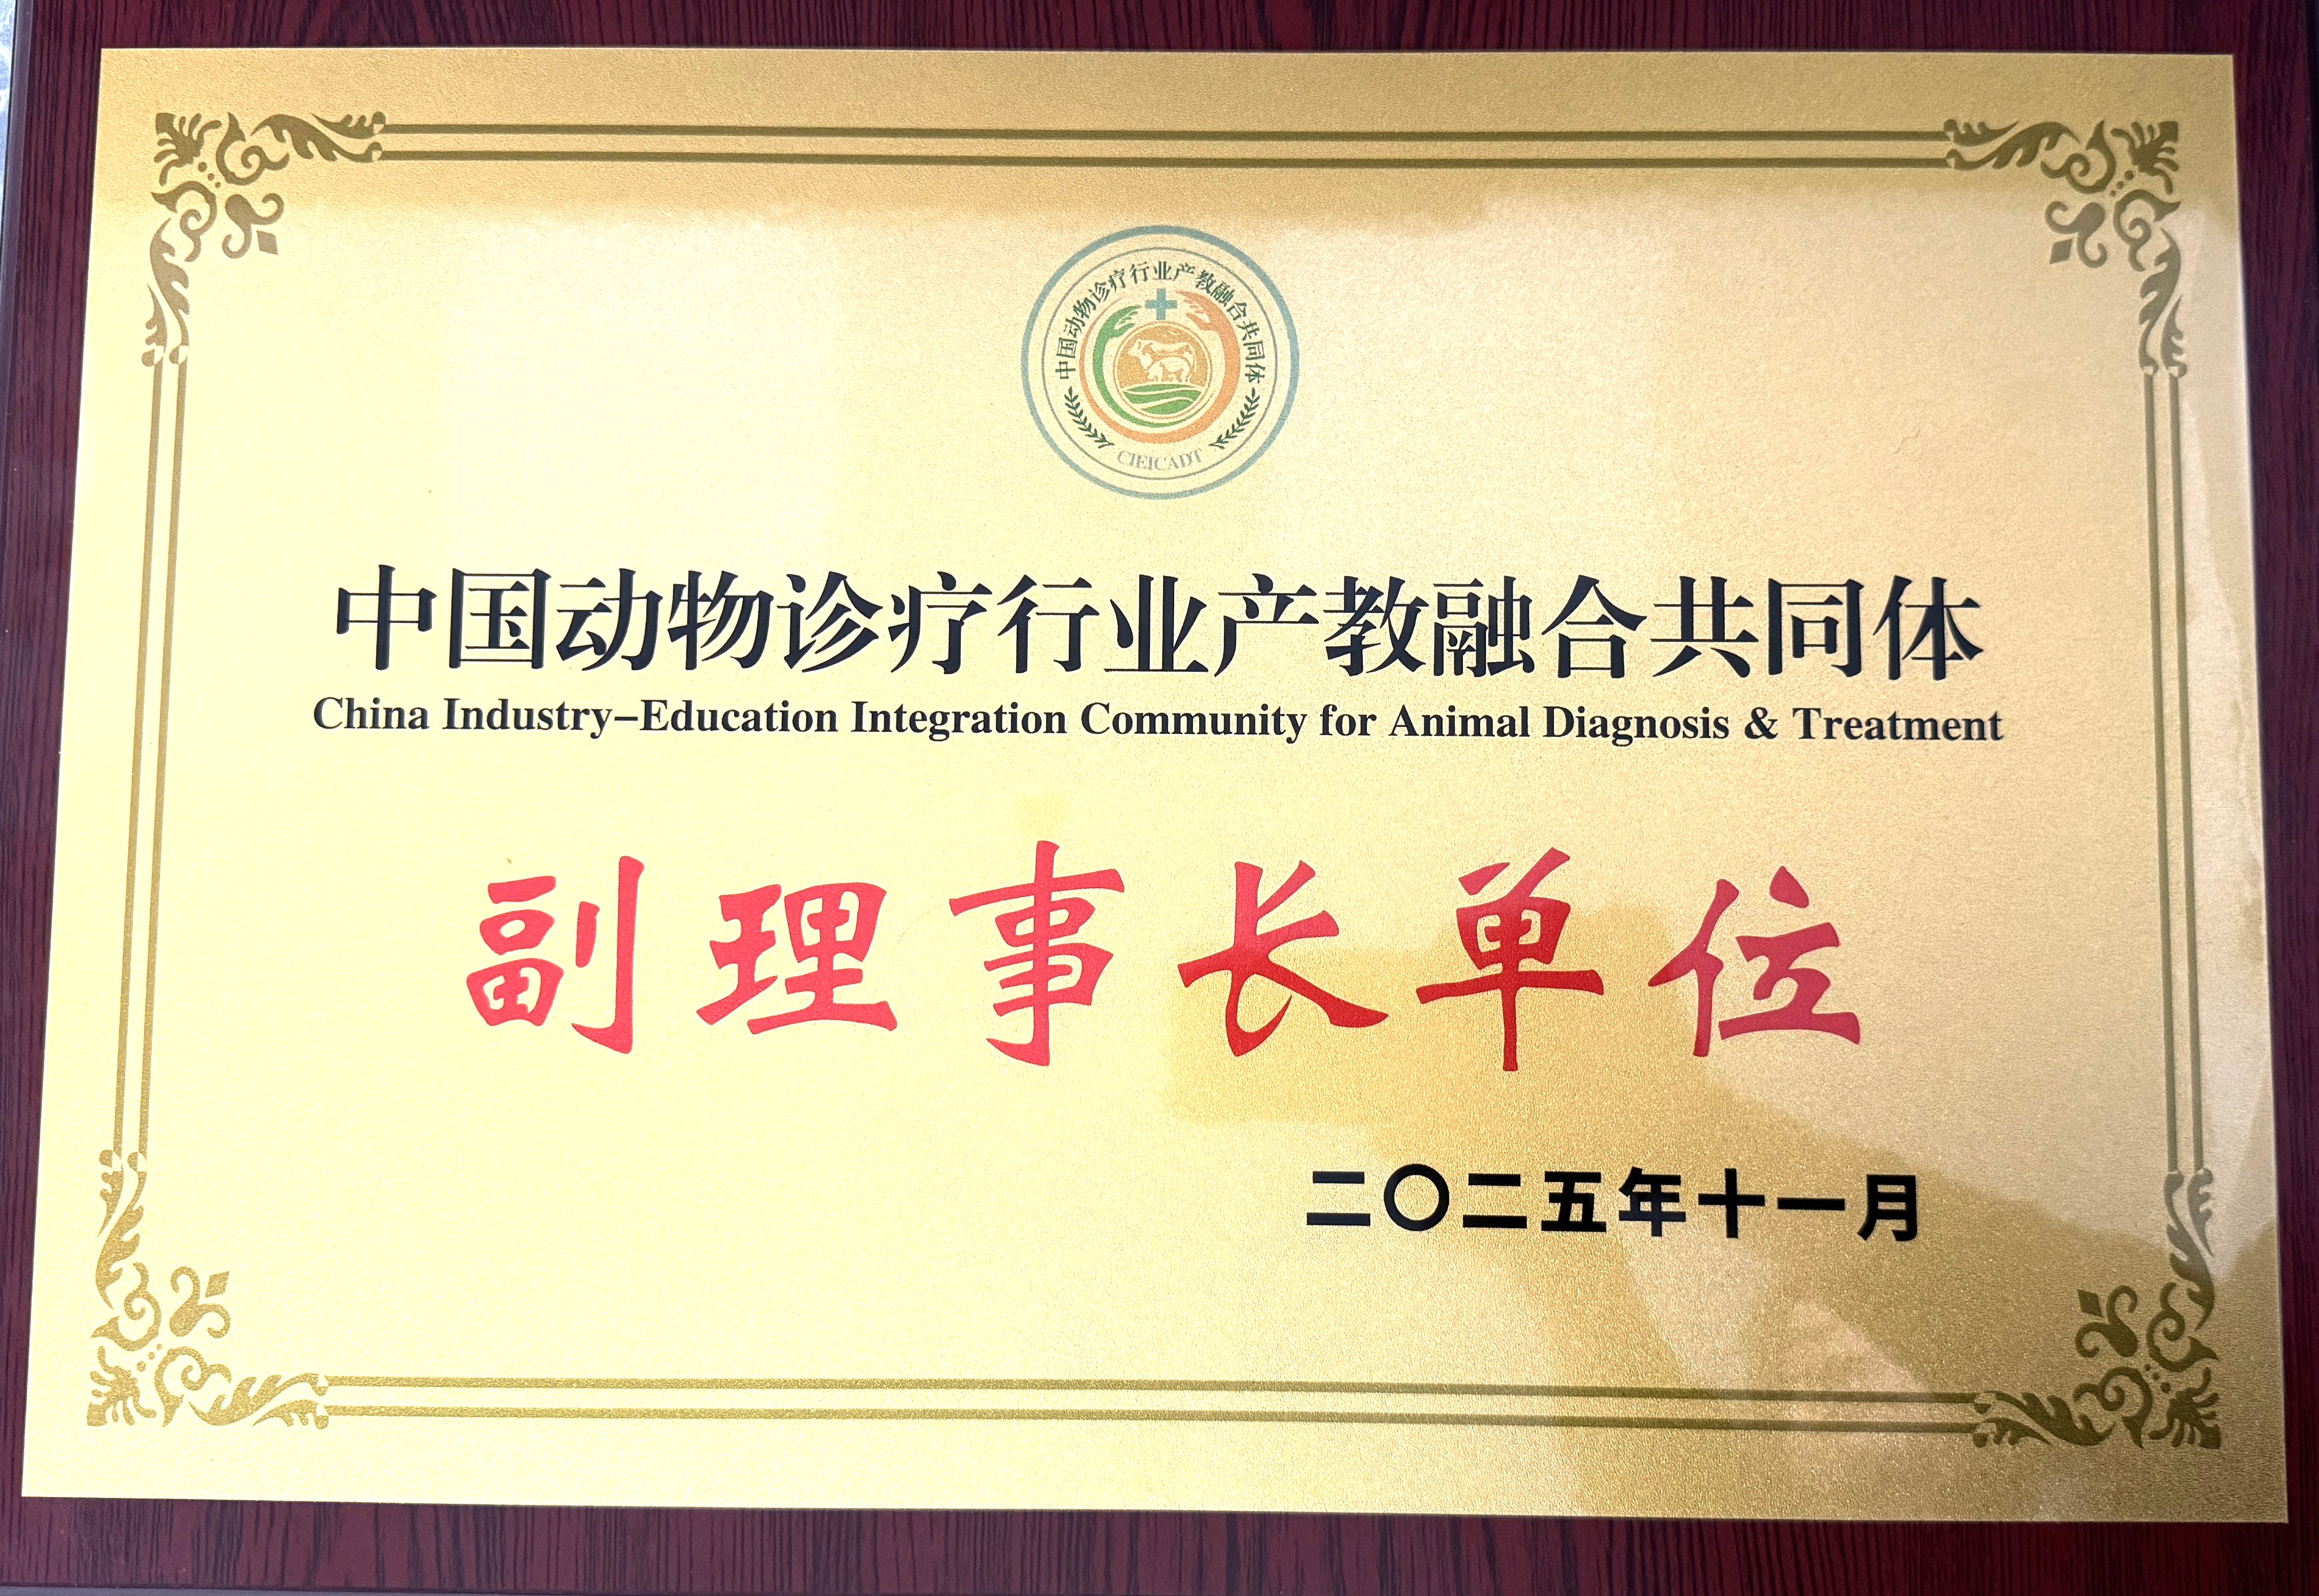 中国动物诊疗行业产教融合共同体
CIEICADT
中国动物诊疗行业产教融合共同体
China Industry-Education Integration Community for Animal Diagnosis & Treatment
副理事长单位
二〇二五年十一月